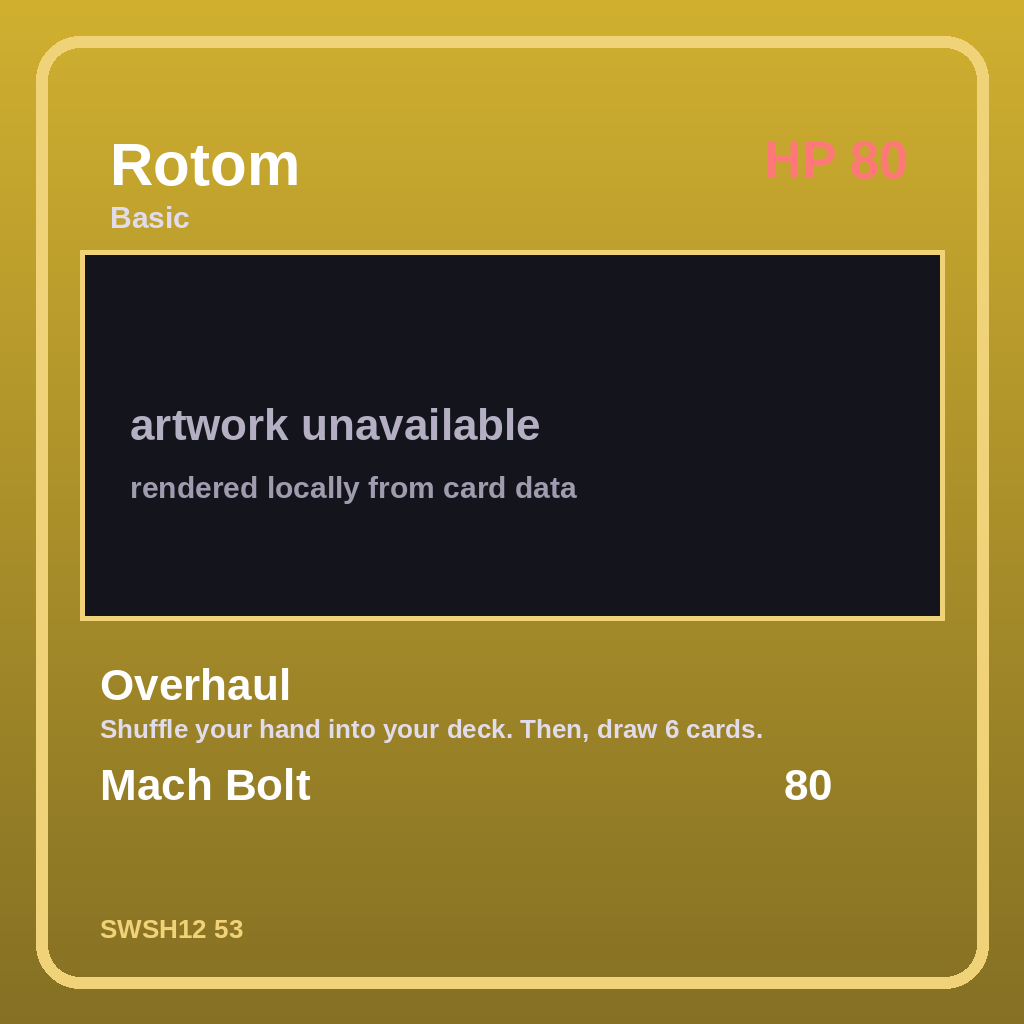 Rotom
HP 80
Basic
artwork unavailable
rendered locally from card data
Overhaul
Shuffle your hand into your deck. Then, draw 6 cards.
Mach Bolt 80
SWSH12 53